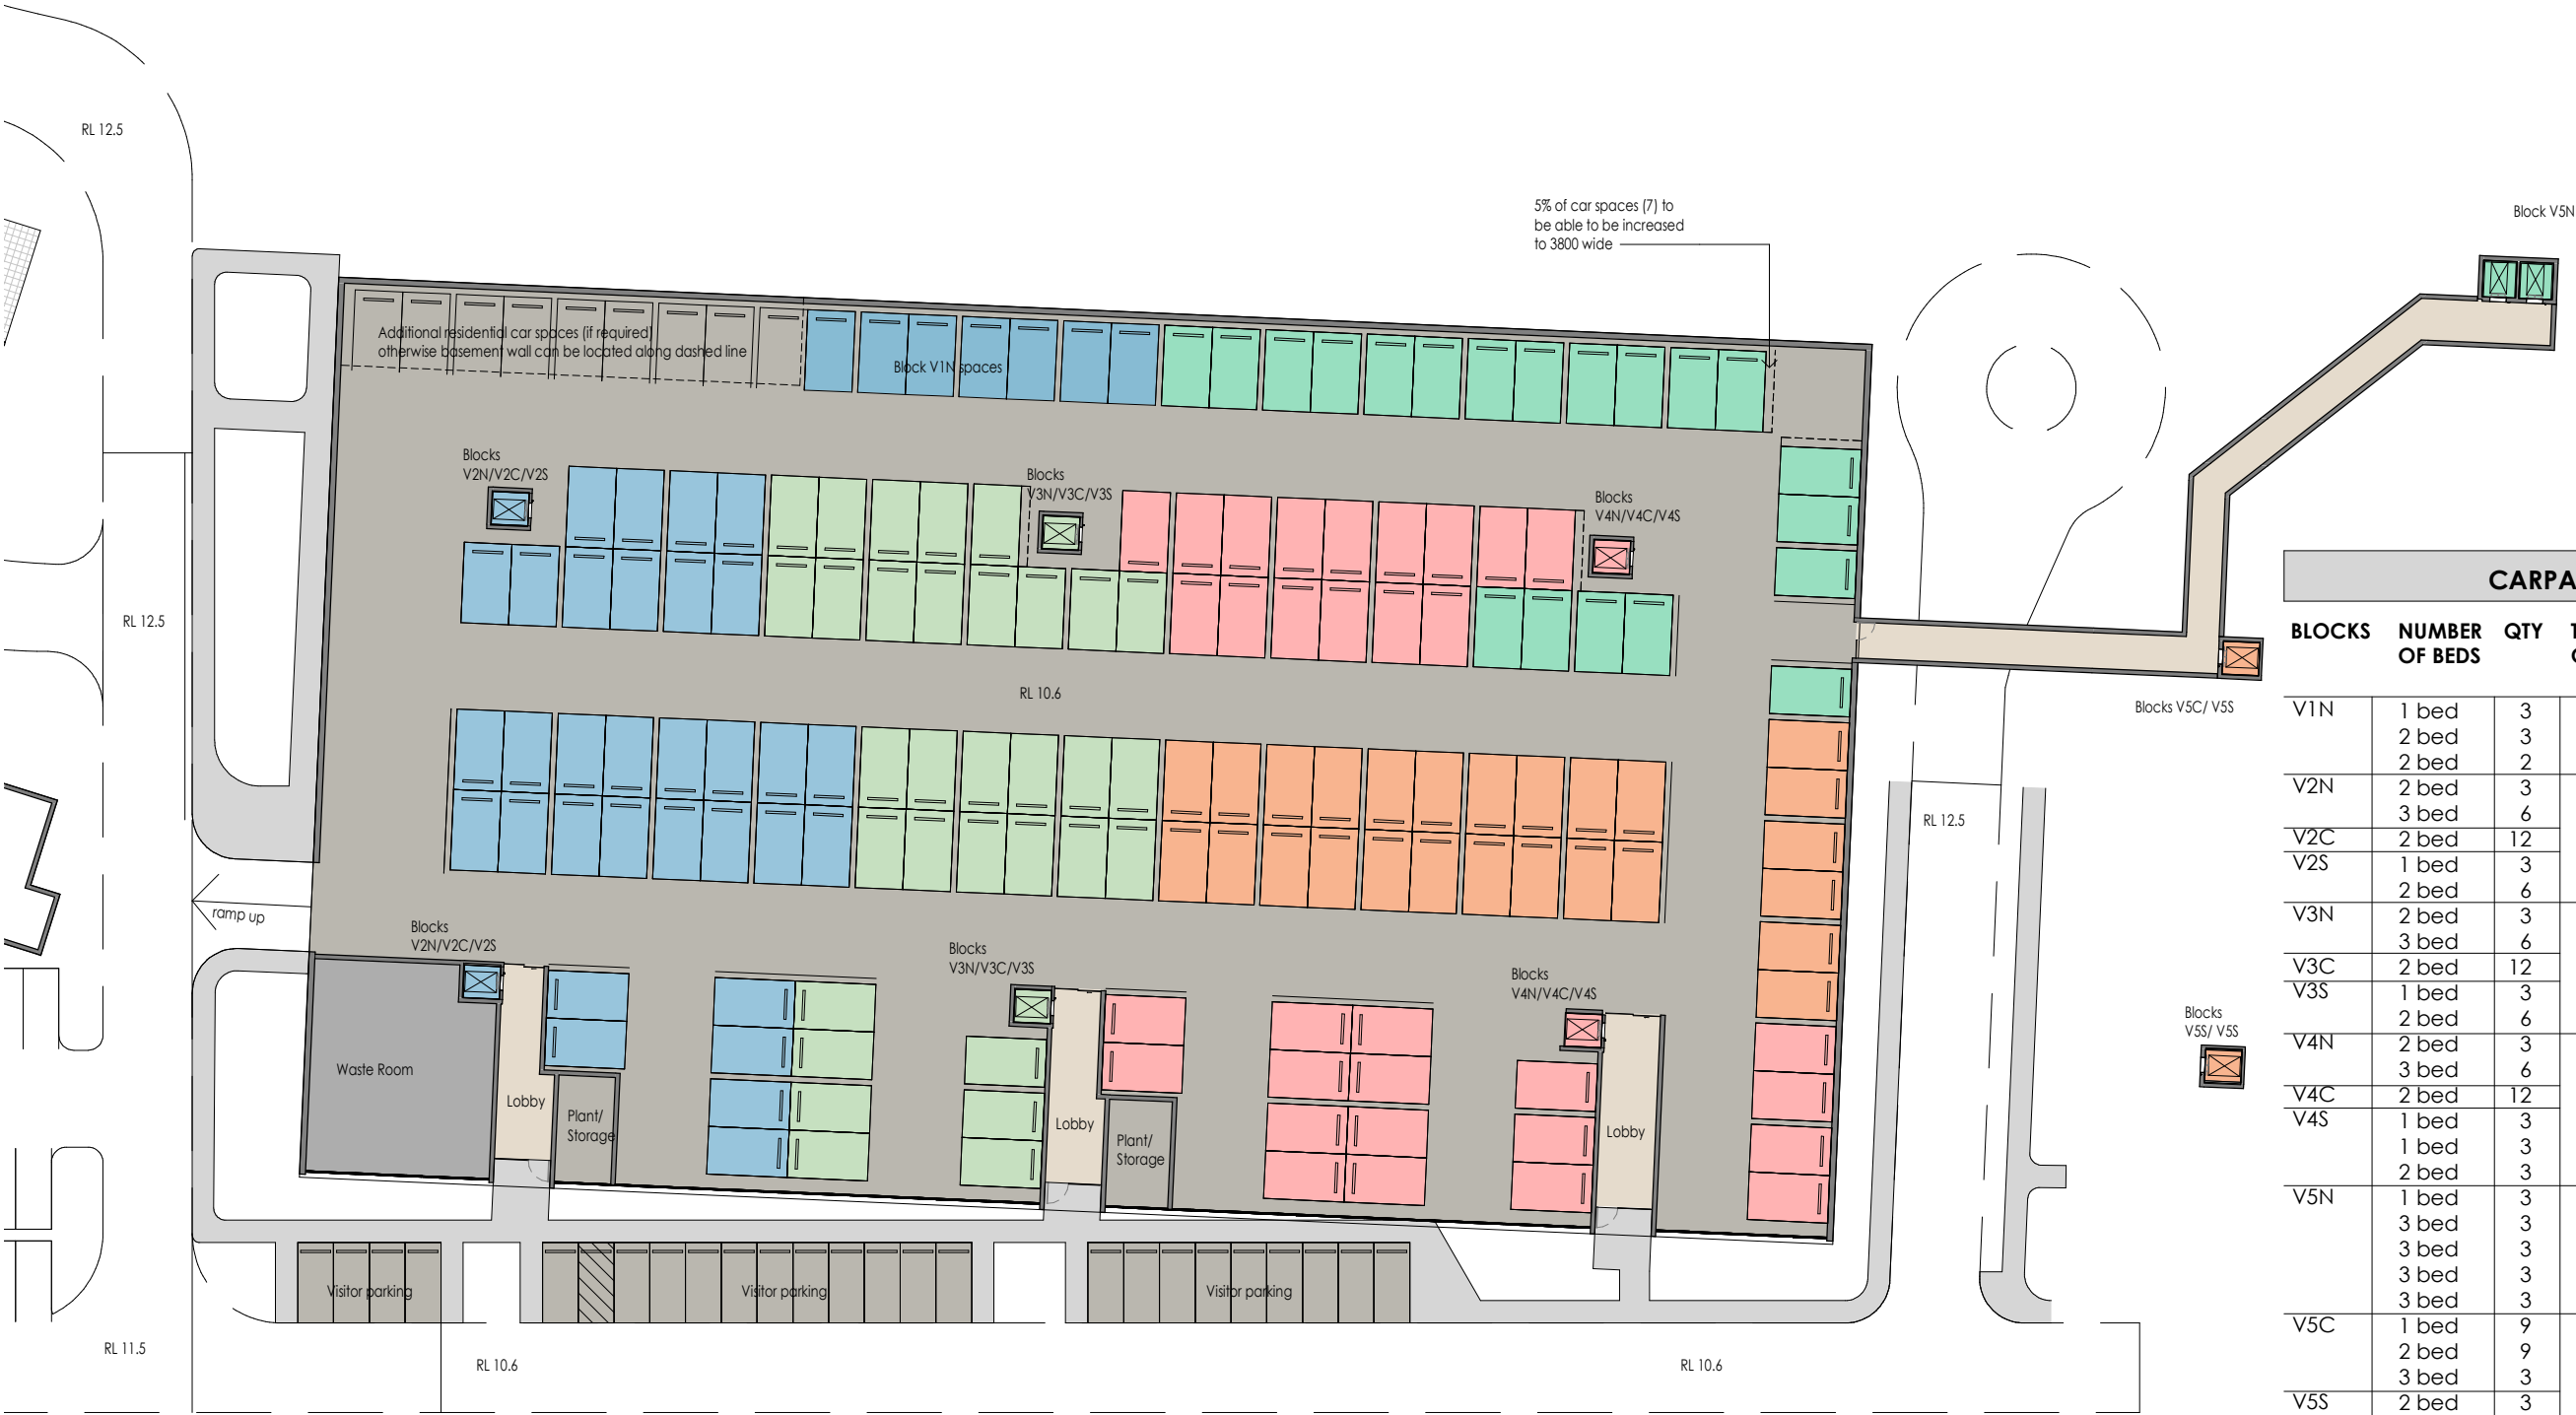 RL 12.5
5% of car spaces (7) to
be able to be increased
to 3800 wide
Block V5N
Additional residential car spaces (if required)
otherwise basement wall can be located along dashed line
Block V1N spaces
Blocks
V2N/V2C/V2S
Blocks
V3N/V3C/V3S
Blocks
V4N/V4C/V4S
RL 12.5
RL 10.6
Blocks V5C/ V5S
RL 12.5
ramp up
Blocks
V2N/V2C/V2S
Blocks
V3N/V3C/V3S
Blocks
V4N/V4C/V4S
Blocks
V5S/ V5S
Waste Room
Lobby
Plant/
Storage
Lobby
Plant/
Storage
Lobby
Visitor parking
Visitor parking
Visitor parking
RL 11.5
RL 10.6
RL 10.6
CARPA
BLOCKS NUMBER OF BEDS QTY
V1N 1 bed 3
2 bed 3
2 bed 2
V2N 2 bed 3
3 bed 6
V2C 2 bed 12
V2S 1 bed 3
2 bed 6
V3N 2 bed 3
3 bed 6
V3C 2 bed 12
V3S 1 bed 3
2 bed 6
V4N 2 bed 3
3 bed 6
V4C 2 bed 12
V4S 1 bed 3
1 bed 3
2 bed 3
V5N 1 bed 3
3 bed 3
3 bed 3
3 bed 3
3 bed 3
V5C 1 bed 9
2 bed 9
3 bed 3
V5S 2 bed 3